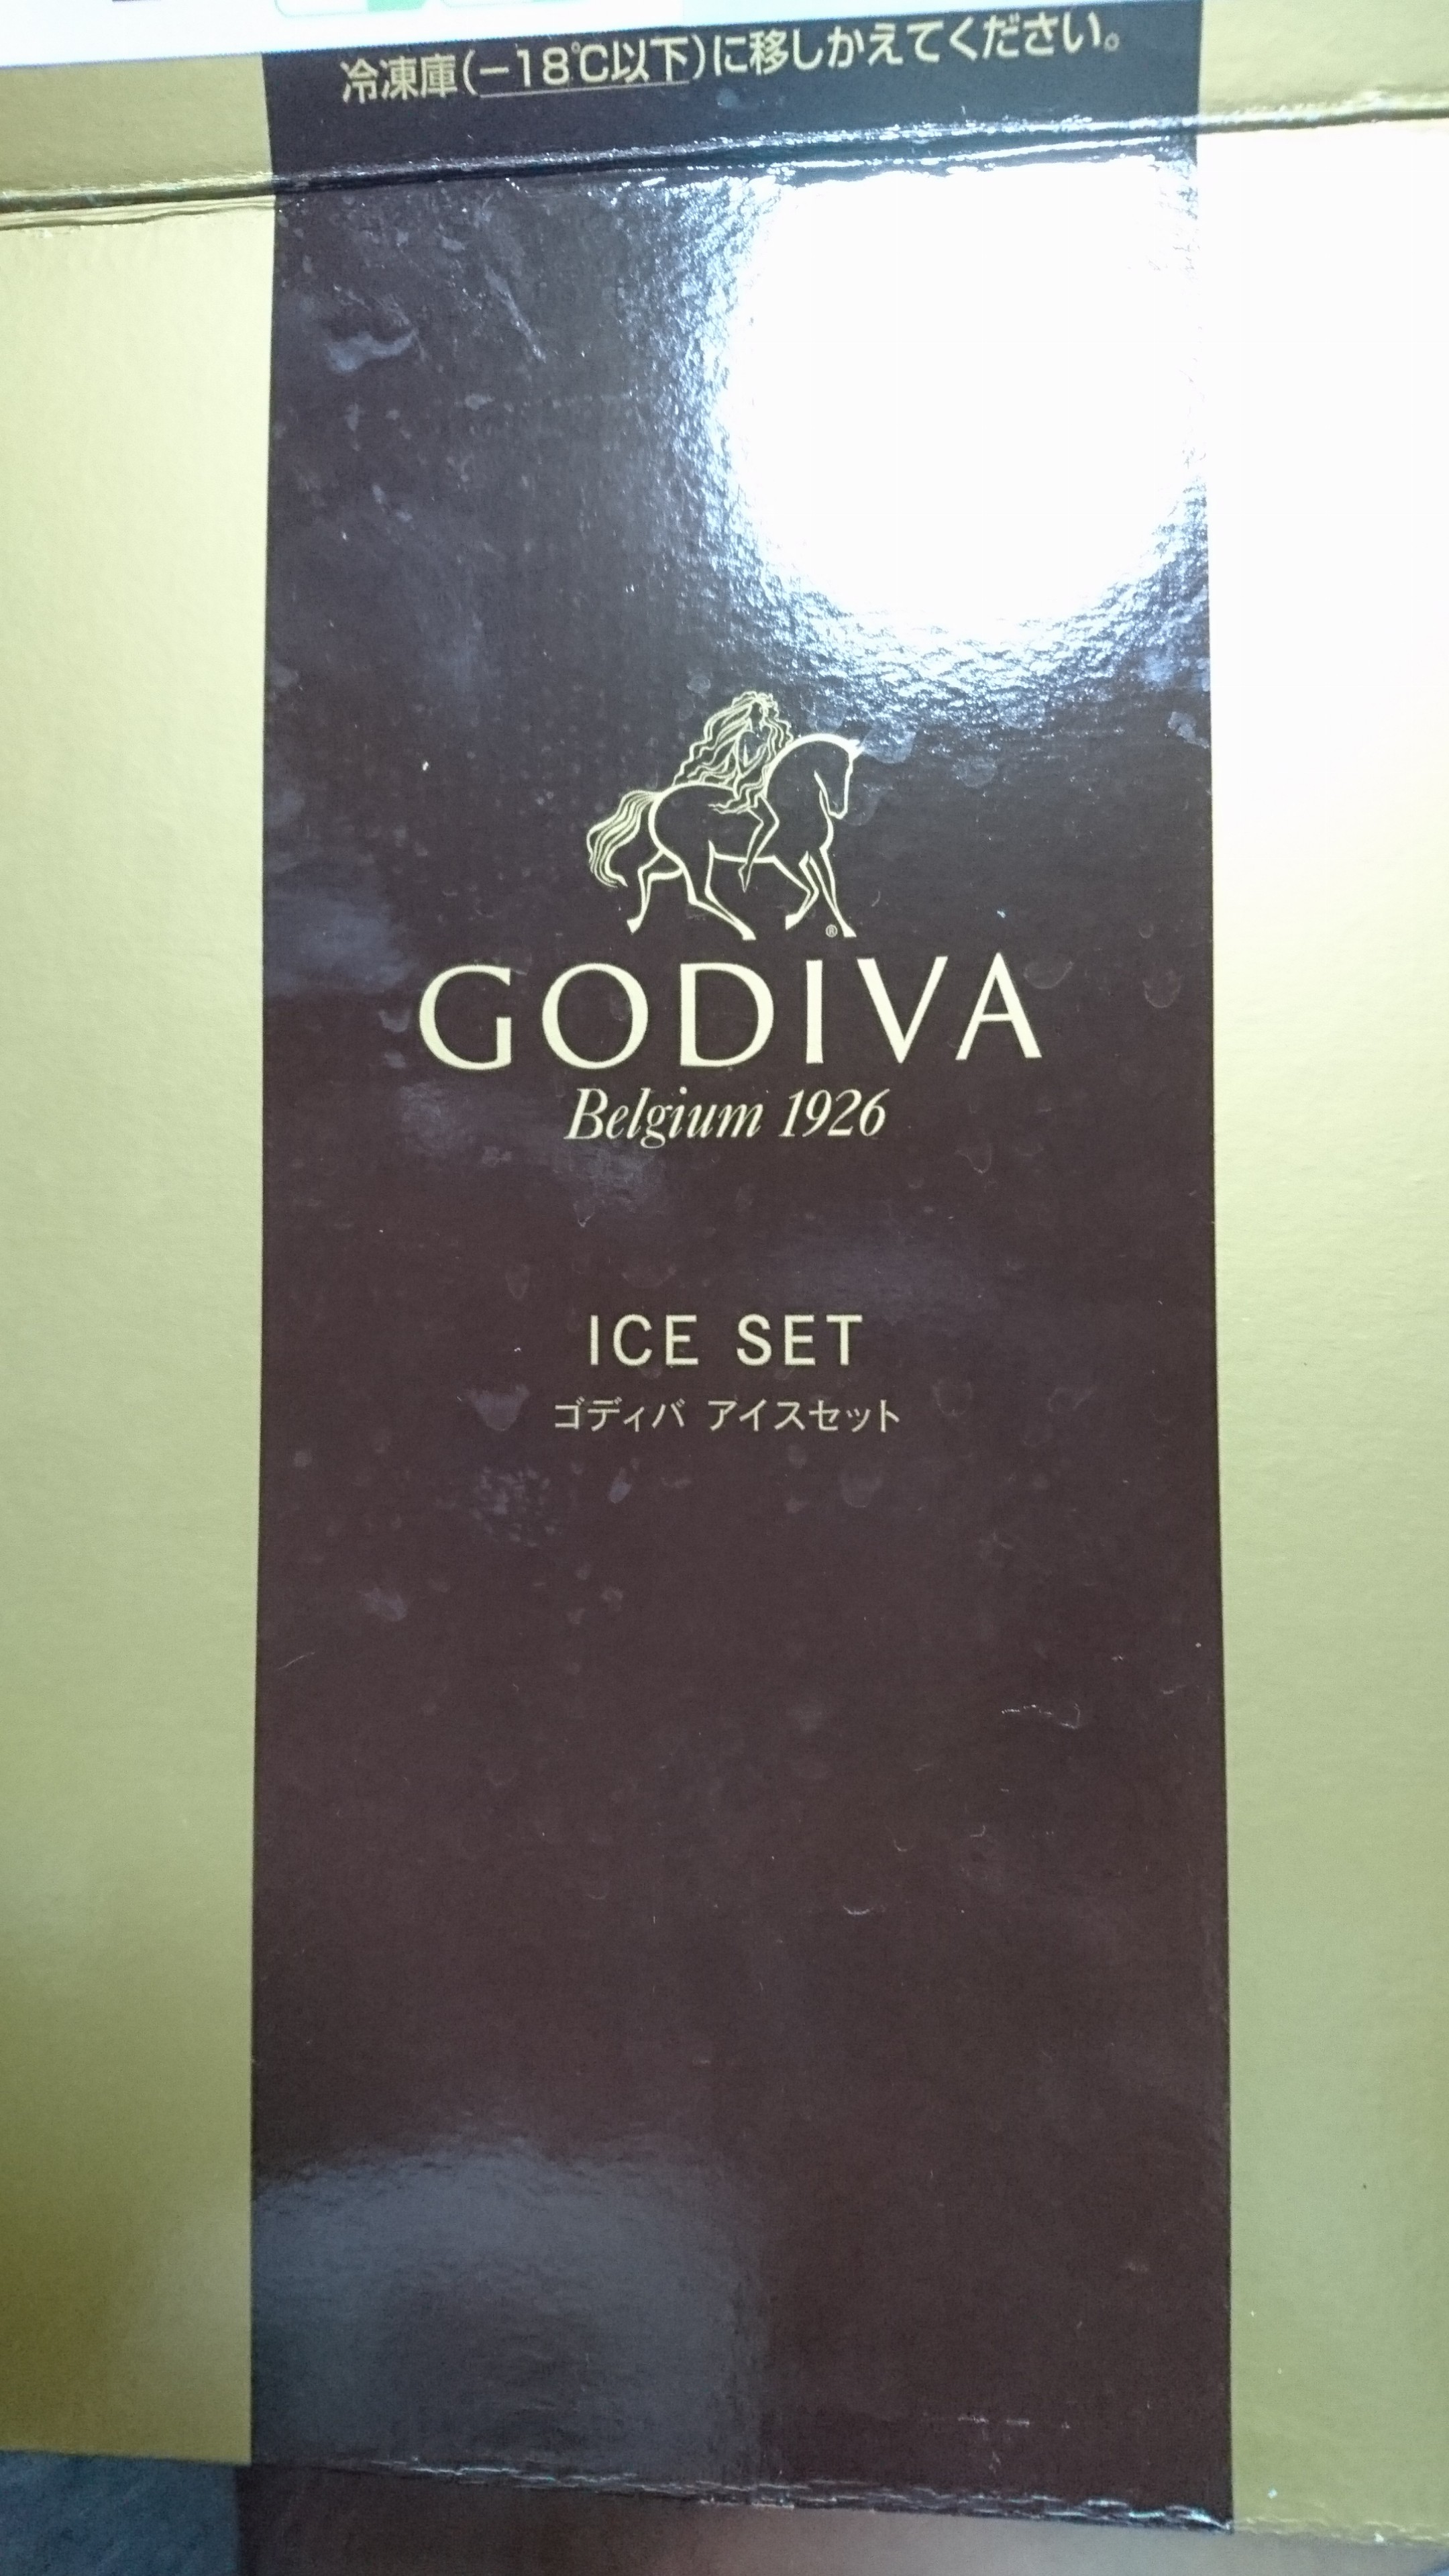 冷凍庫(－18℃以下)に移しかえてください。
®
GODIVA
Belgium 1926
ICE SET
ゴディバ アイスセット